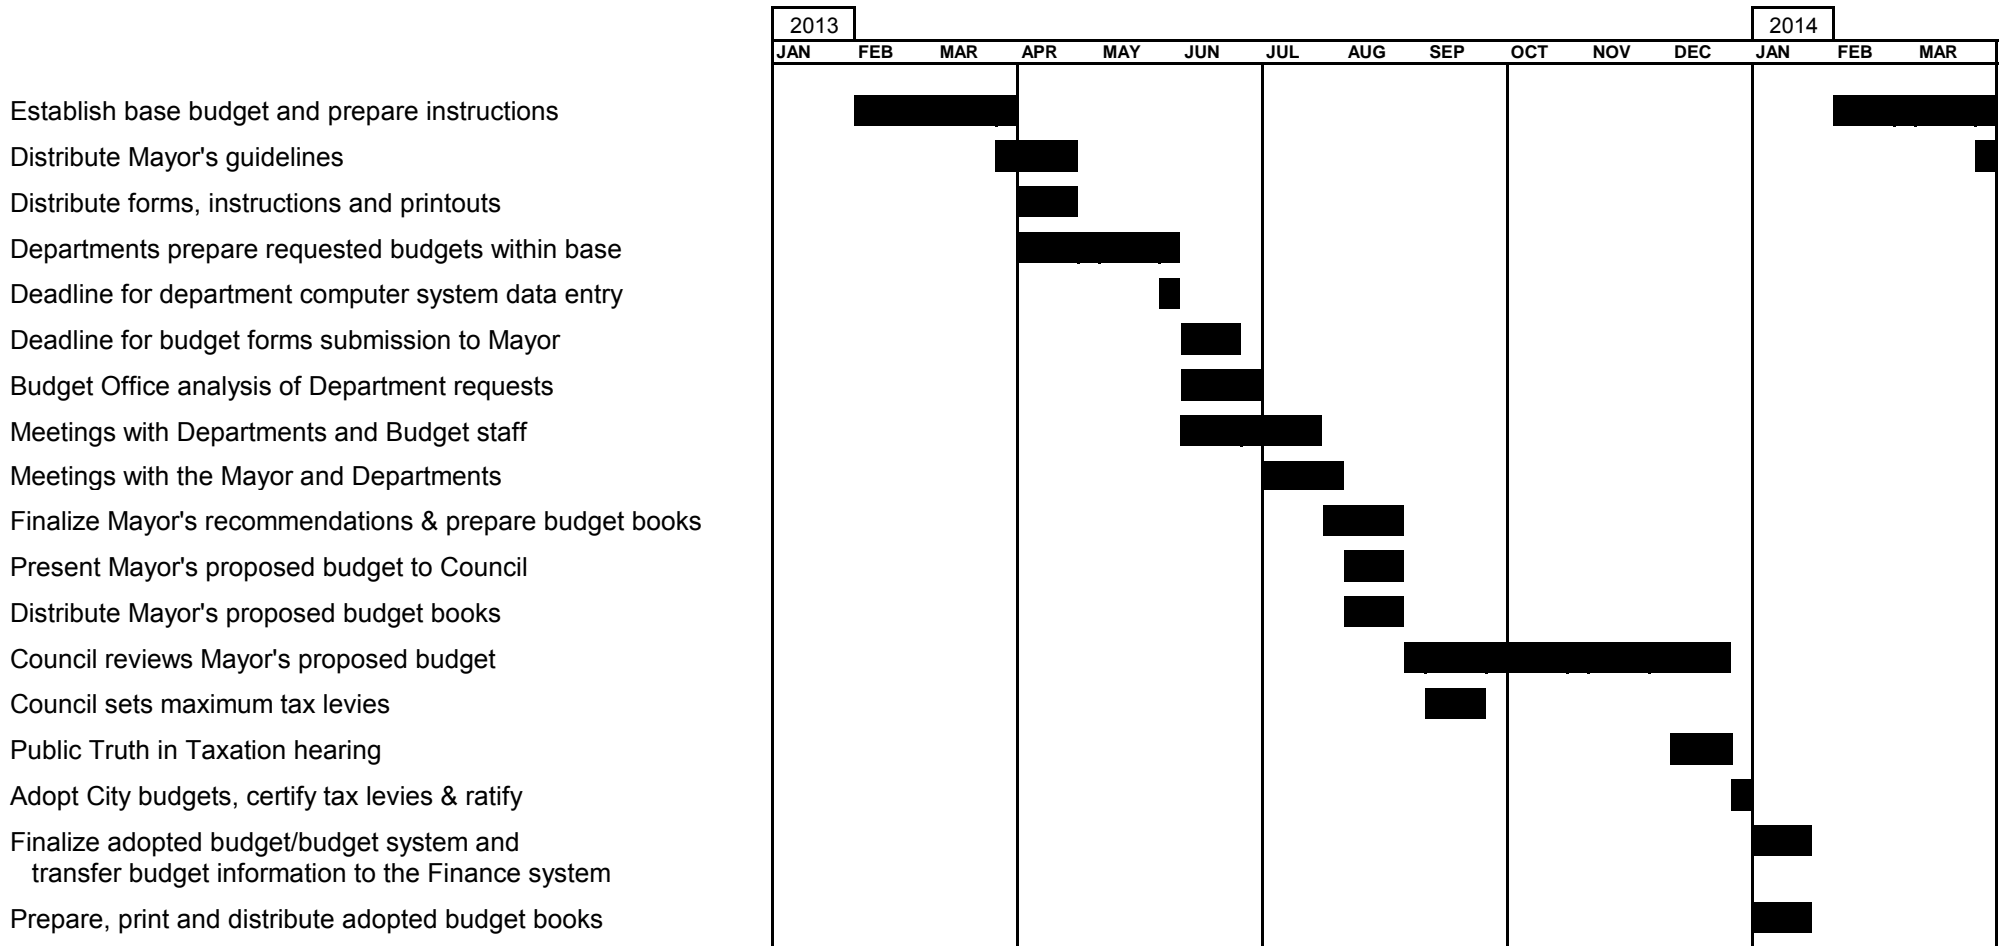 2013 2014
JAN FEB MAR APR MAY JUN JUL AUG SEP OCT NOV DEC JAN FEB MAR
Establish base budget and prepare instructions
Distribute Mayor's guidelines
Distribute forms, instructions and printouts
Departments prepare requested budgets within base
Deadline for department computer system data entry
Deadline for budget forms submission to Mayor
Budget Office analysis of Department requests
Meetings with Departments and Budget staff
Meetings with the Mayor and Departments
Finalize Mayor's recommendations & prepare budget books
Present Mayor's proposed budget to Council
Distribute Mayor's proposed budget books
Council reviews Mayor's proposed budget
Council sets maximum tax levies
Public Truth in Taxation hearing
Adopt City budgets, certify tax levies & ratify
Finalize adopted budget/budget system and
transfer budget information to the Finance system
Prepare, print and distribute adopted budget books